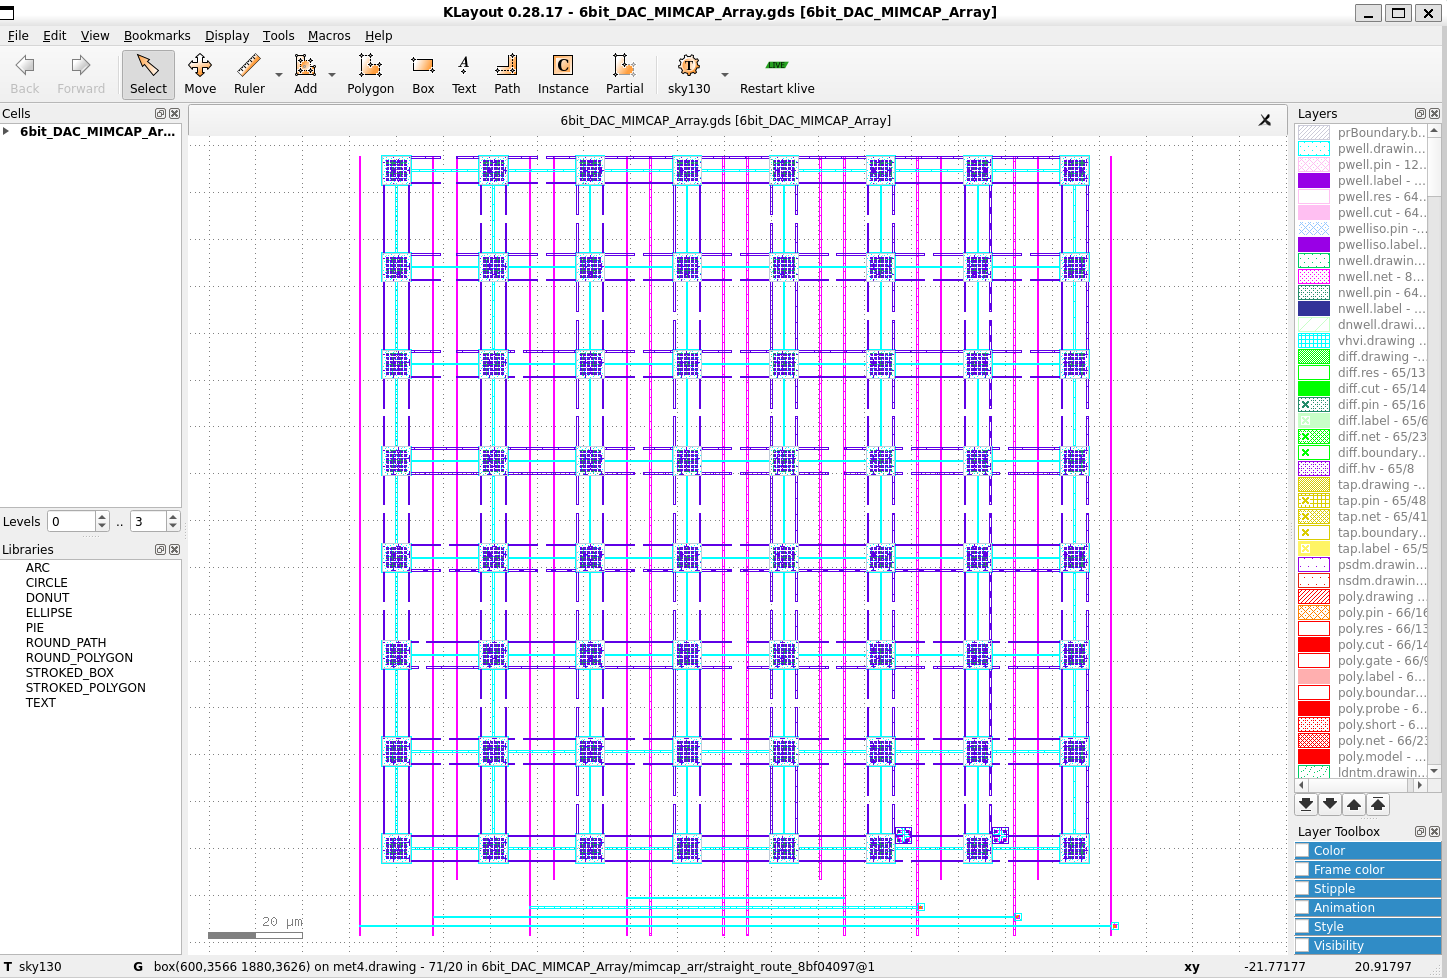 KLayout 0.28.17 - 6bit_DAC_MIMCAP_Array.gds [6bit_DAC_MIMCAP_Array]
File Edit View Bookmarks Display Tools Macros Help
Back Forward Select Move Ruler Add Polygon Box Text Path Instance Partial sky130 Restart klive
LIVE
Cells
6bit_DAC_MIMCAP_Ar...
Levels 0 .. 3
Libraries
ARC
CIRCLE
DONUT
ELLIPSE
PIE
ROUND_PATH
ROUND_POLYGON
STROKED_BOX
STROKED_POLYGON
TEXT
6bit_DAC_MIMCAP_Array.gds [6bit_DAC_MIMCAP_Array]
20 μm
Layers
prBoundary.b...
pwell.drawin...
pwell.pin - 12...
pwell.label - ...
pwell.res - 64...
pwell.cut - 64...
pwelliso.pin -...
pwelliso.label...
nwell.drawin...
nwell.net - 8...
nwell.pin - 64...
nwell.label - ...
dnwell.drawi...
vhvi.drawing ...
diff.drawing -...
diff.res - 65/13
diff.cut - 65/14
diff.pin - 65/16
diff.label - 65/6
diff.net - 65/23
diff.boundary...
diff.hv - 65/8
tap.drawing -...
tap.pin - 65/48
tap.net - 65/41
tap.boundary...
tap.label - 65/5
psdm.drawin...
nsdm.drawin...
poly.drawing ...
poly.pin - 66/16
poly.res - 66/13
poly.cut - 66/14
poly.gate - 66/9
poly.label - 6...
poly.boundar...
poly.probe - 6...
poly.short - 6...
poly.net - 66/23
poly.model - ...
ldntm.drawin...
Layer Toolbox
Color
Frame color
Stipple
Animation
Style
Visibility
T sky130 G box(600,3566 1880,3626) on met4.drawing - 71/20 in 6bit_DAC_MIMCAP_Array/mimcap_arr/straight_route_8bf04097@1 xy -21.77177 20.91797